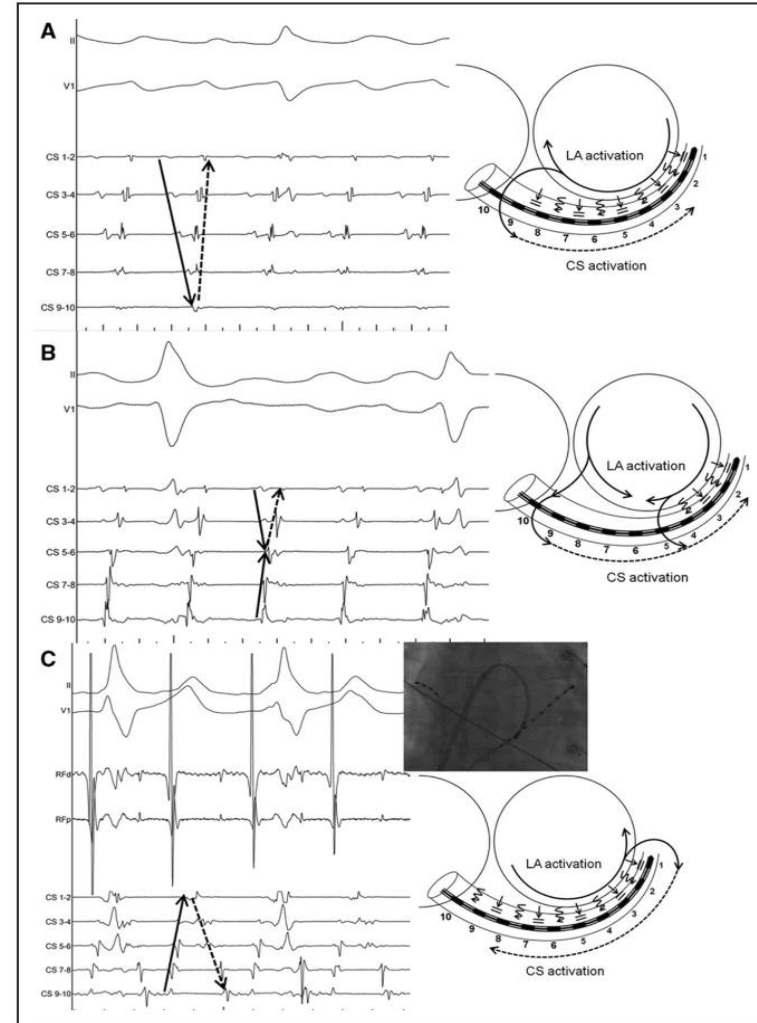 A
II
V1
CS 1-2
CS 3-4
CS 5-6
CS 7-8
CS 9-10
LA activation
1
2
3
4
5
6
7
8
9
10
CS activation
B
II
V1
CS 1-2
CS 3-4
CS 5-6
CS 7-8
CS 9-10
LA activation
1
2
3
4
5
6
7
8
9
10
CS activation
C
II
V1
RFd
RFp
CS 1-2
CS 3-4
CS 5-6
CS 7-8
CS 9-10
LA activation
1
2
3
4
5
6
7
8
9
10
CS activation